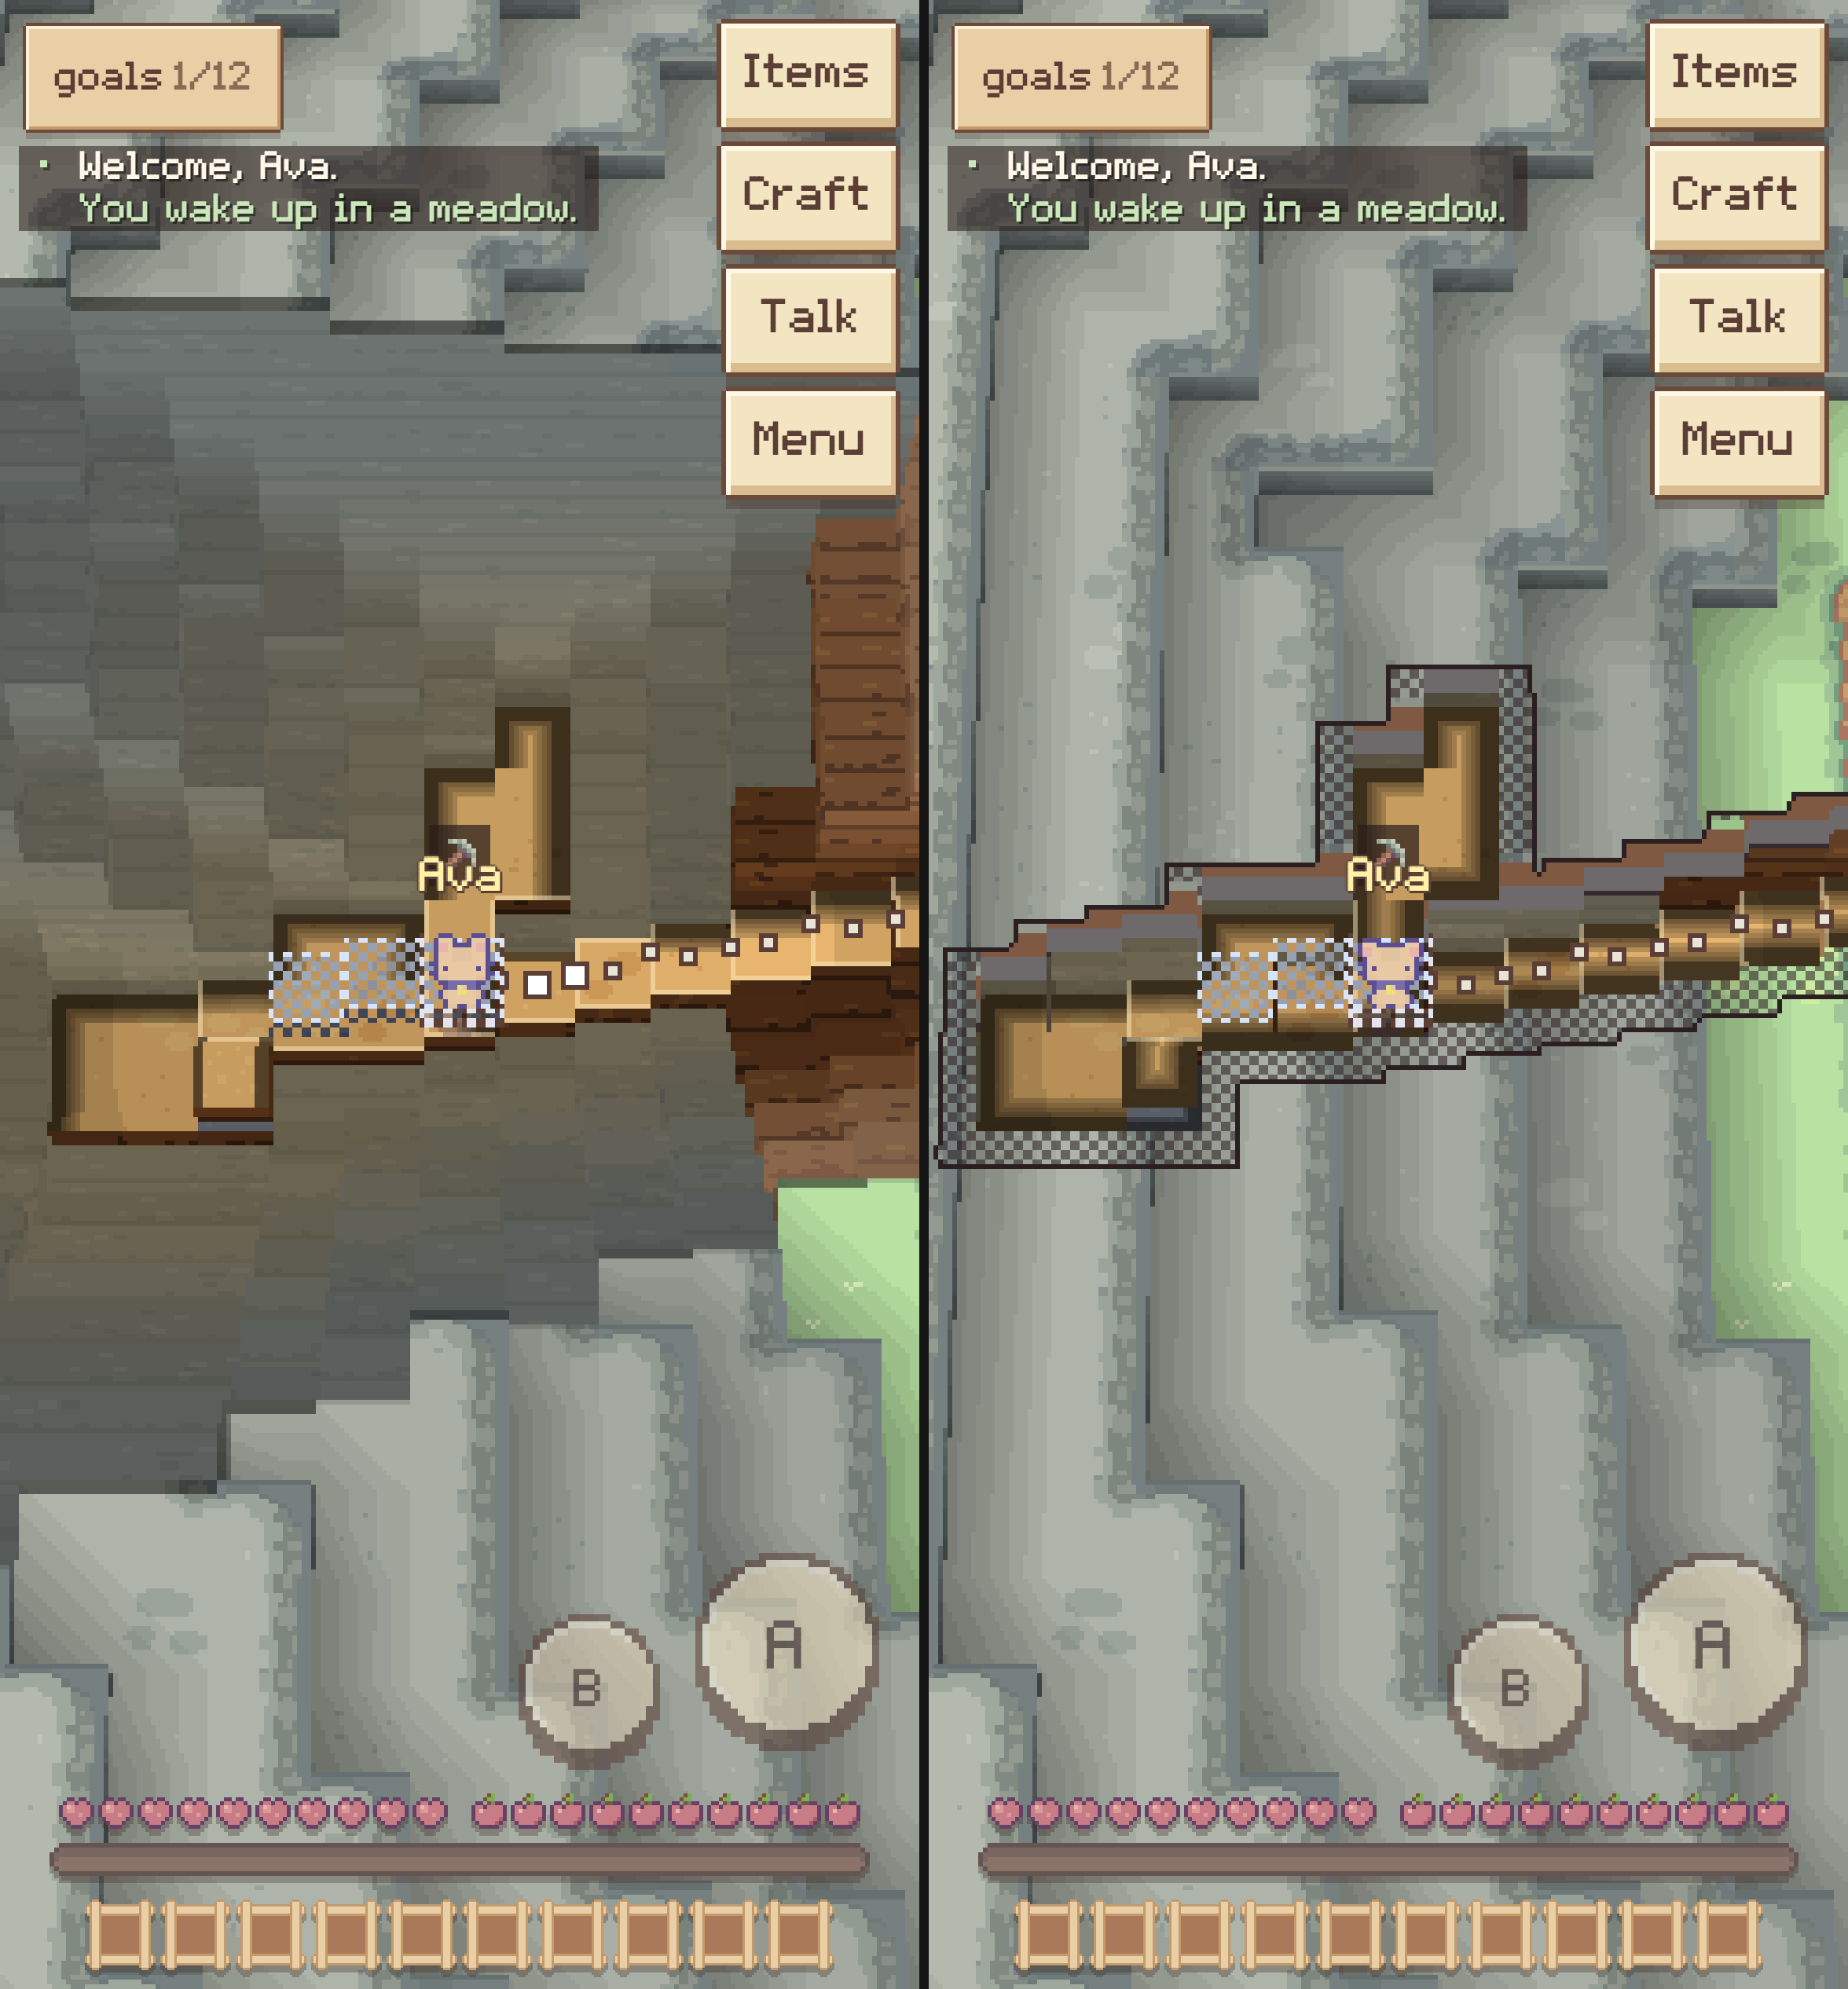 goals 1/12
Welcome, Ava.
You wake up in a meadow.
Items
Craft
Talk
Menu
Ava
B
A
goals 1/12
Welcome, Ava.
You wake up in a meadow.
Items
Craft
Talk
Menu
Ava
B
A